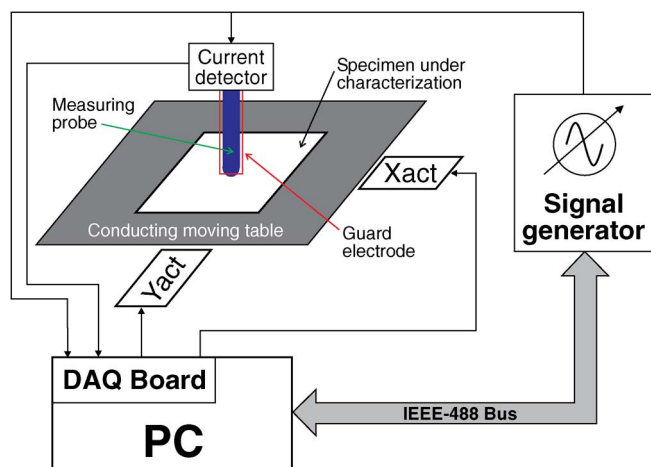 Current
detector
Specimen under
characterization
Measuring
probe
Xact
Signal
generator
Conducting moving table
Guard
electrode
Yact
DAQ Board
PC
IEEE-488 Bus